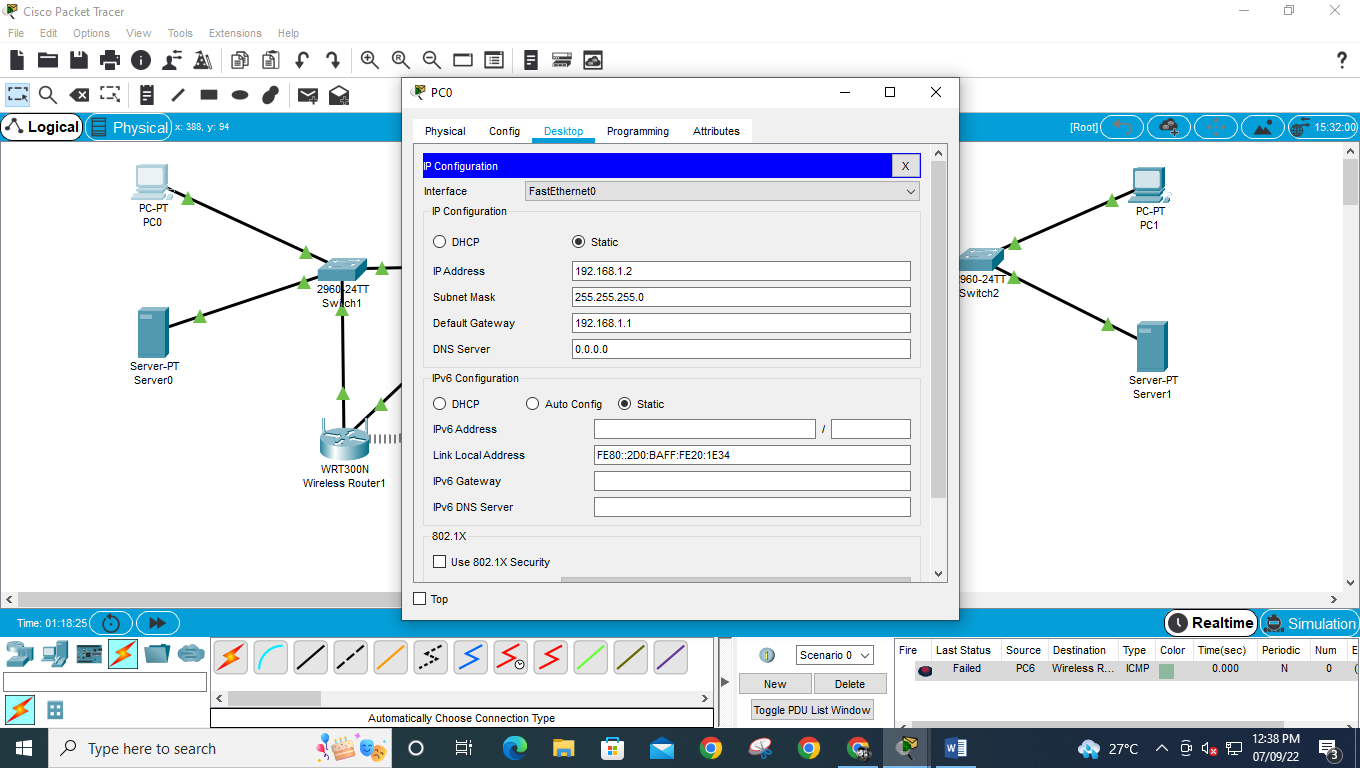 Cisco Packet Tracer
File Edit Options View Tools Extensions Help
?
Logical Physical x: 388, y: 94 [Root] 15:32:00
PC-PT
PC0
2960-24TT
Switch1
Server-PT
Server0
WRT300N
Wireless Router1
PC0
Physical Config Desktop Programming Attributes
IP Configuration X
Interface FastEthernet0
IP Configuration
DHCP Static
IP Address 192.168.1.2
Subnet Mask 255.255.255.0
Default Gateway 192.168.1.1
DNS Server 0.0.0.0
IPv6 Configuration
DHCP Auto Config Static
IPv6 Address /
Link Local Address FE80::2D0:BAFF:FE20:1E34
IPv6 Gateway
IPv6 DNS Server
802.1X
Use 802.1X Security
Top
PC-PT
PC1
960-24TT
Switch2
Server-PT
Server1
Time: 01:18:25 Realtime Simulation
Scenario 0
New Delete
Toggle PDU List Window
Automatically Choose Connection Type
Fire Last Status Source Destination Type Color Time(sec) Periodic Num E
Failed PC6 Wireless R... ICMP 0.000 N 0 (
Type here to search
27°C
12:38 PM
07/09/22
3